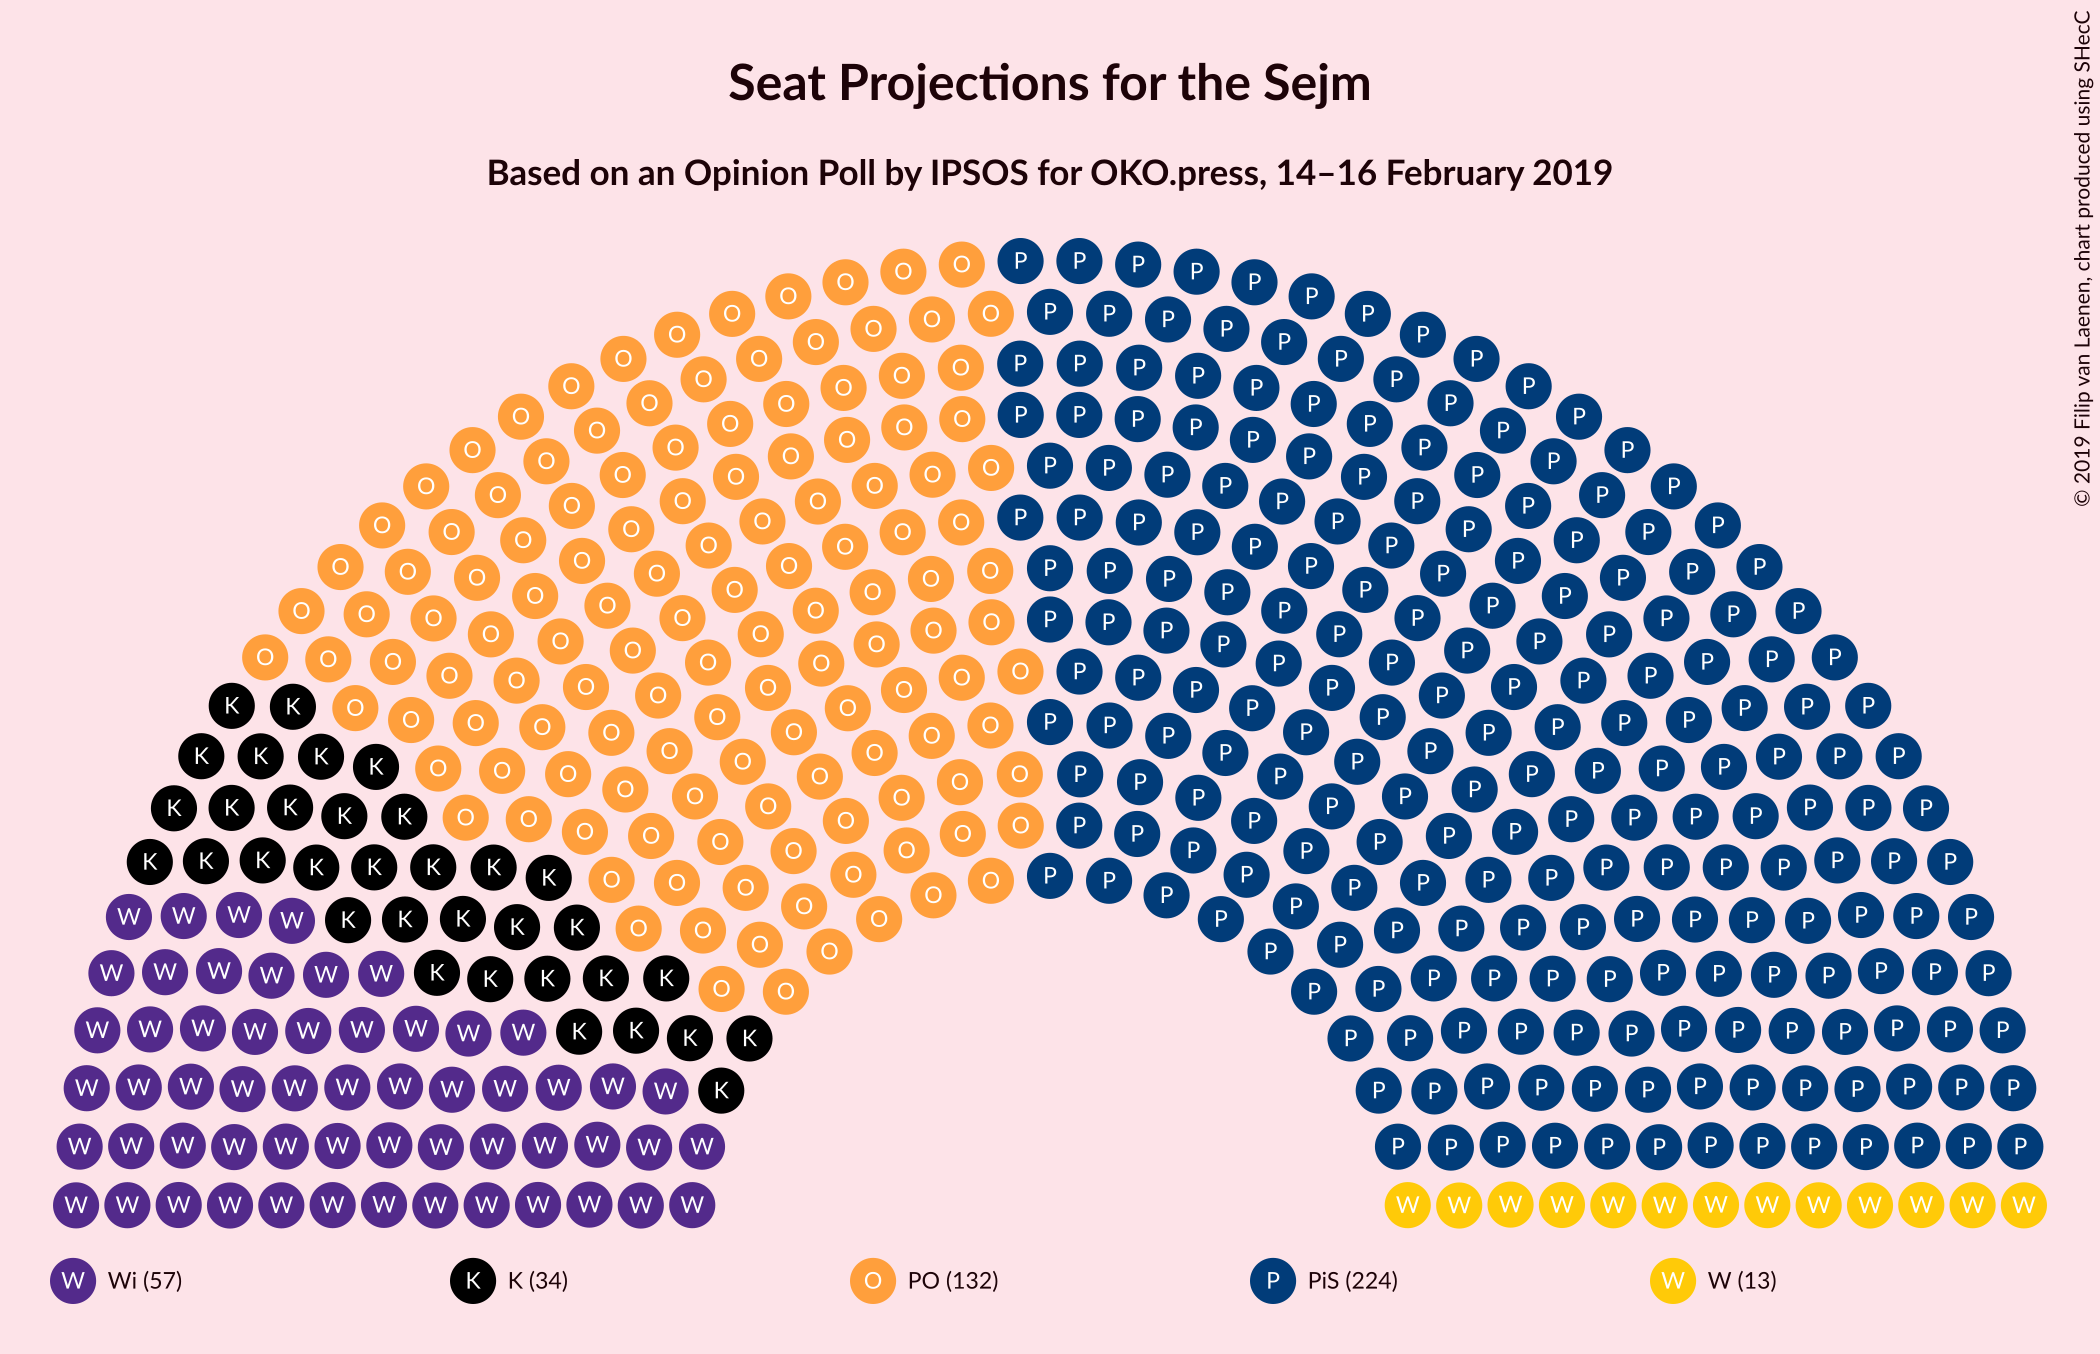 Seat Projections for the Sejm
Based on an Opinion Poll by IPSOS for OKO.press, 14–16 February 2019
© 2019 Filip van Laenen, chart produced using SHecC
W Wi (57)
K K (34)
O PO (132)
P PiS (224)
W W (13)